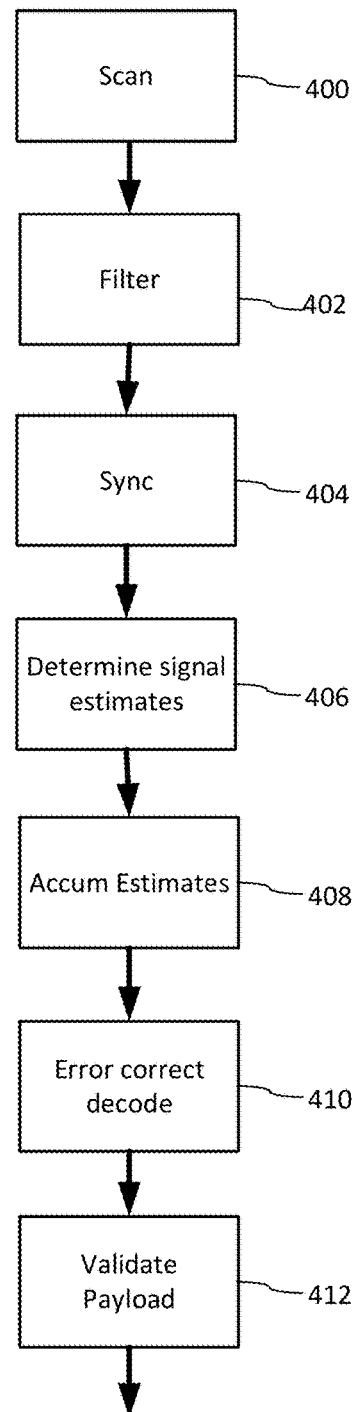 Scan
400
Filter
402
Sync
404
Determine signal
estimates
406
Accum Estimates
408
Error correct
decode
410
Validate
Payload
412